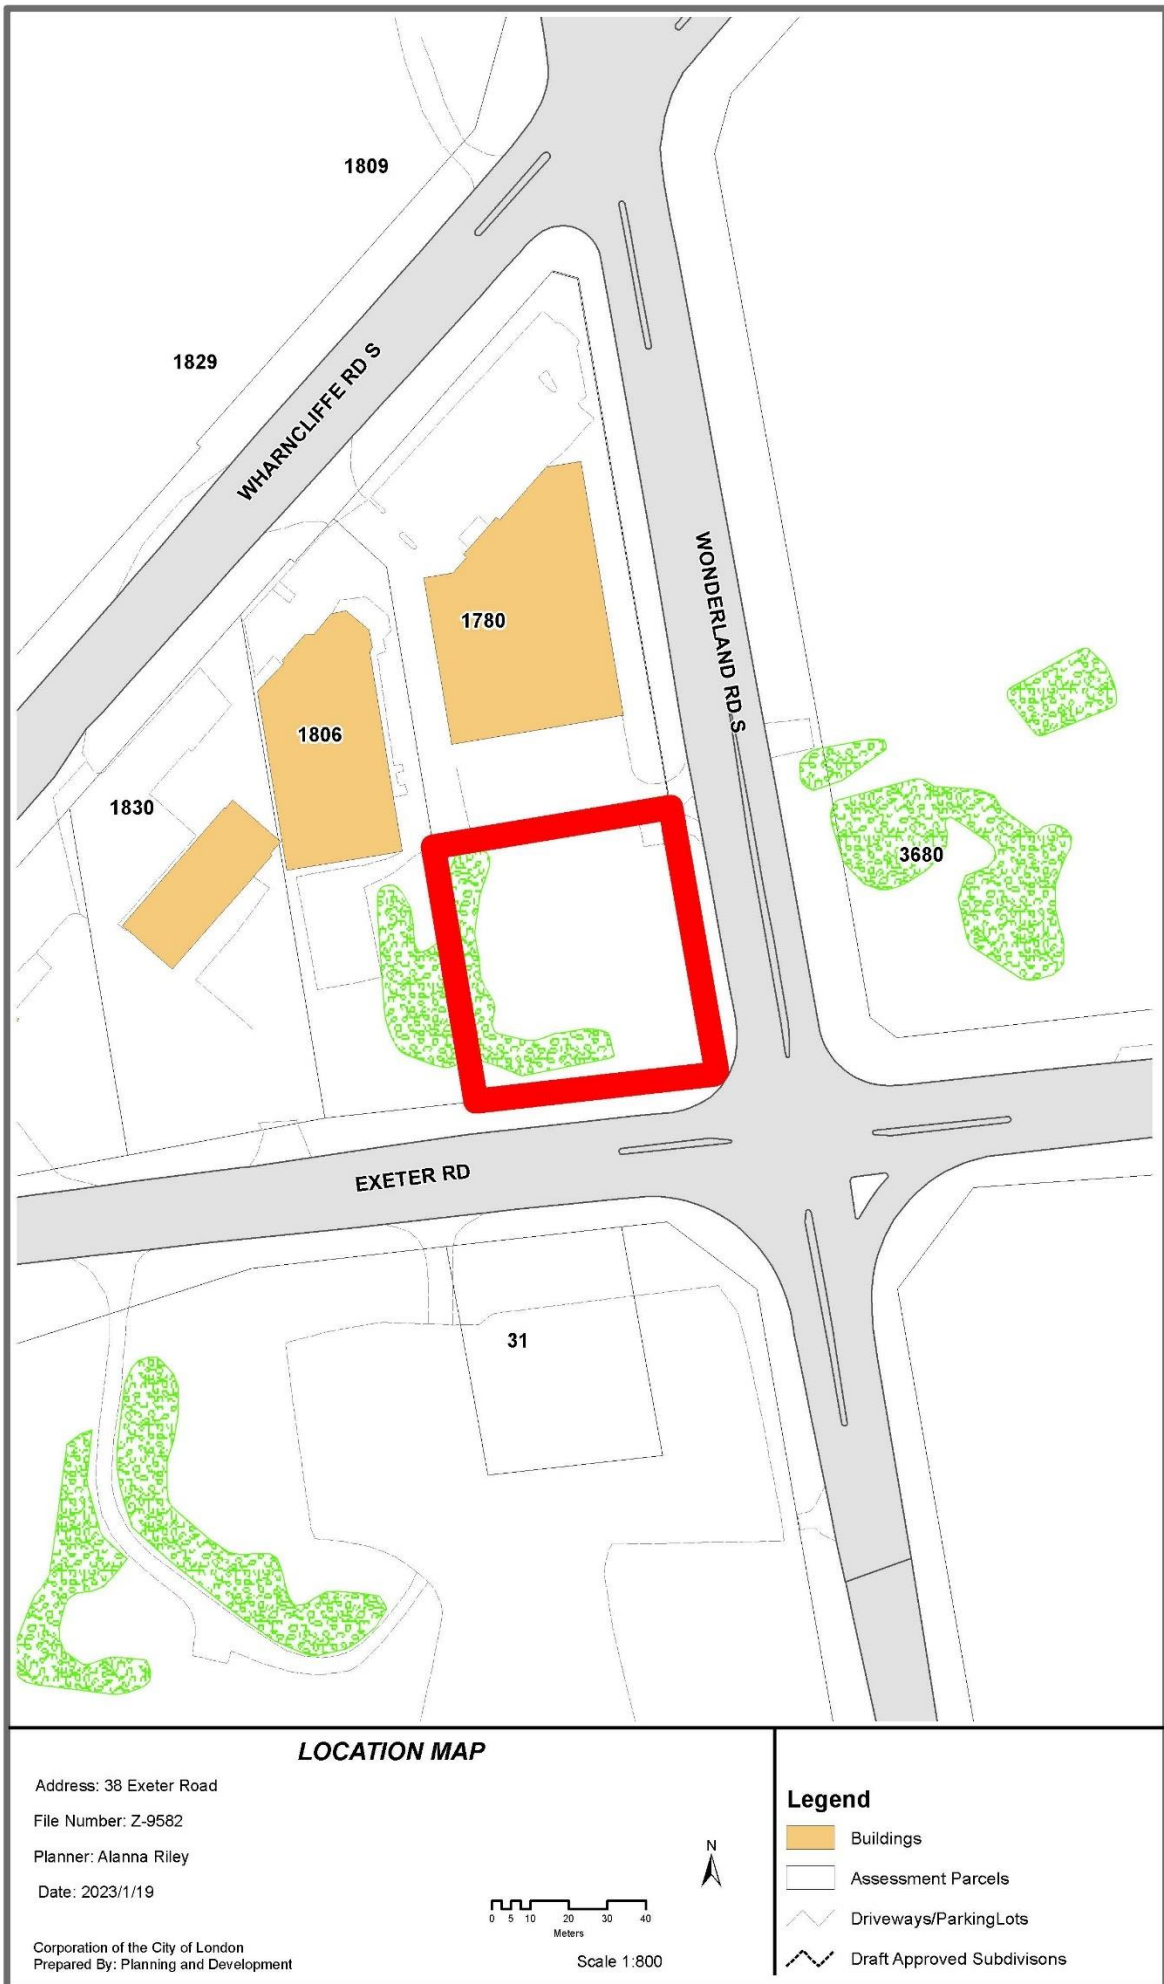 1809
1829
WHARNCLIFFE RD S
1780
WONDERLAND RD S
1806
1830
3680
EXETER RD
31
LOCATION MAP
Address: 38 Exeter Road
File Number: Z-9582
Planner: Alanna Riley
Date: 2023/1/19
Corporation of the City of London
Prepared By: Planning and Development
N
0 5 10 20 30 40
Meters
Scale 1:800
Legend
Buildings
Assessment Parcels
Driveways/ParkingLots
Draft Approved Subdivisons